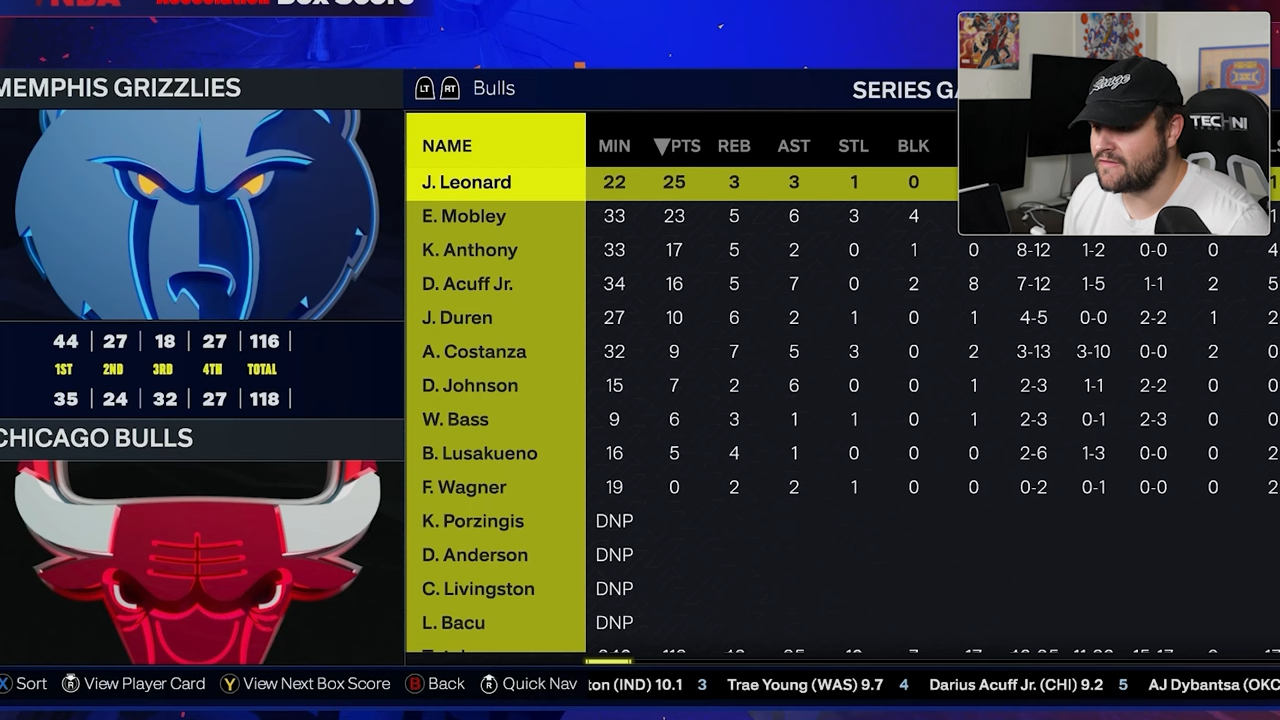 NBA Association Box Score
MEMPHIS GRIZZLIES
44 | 27 | 18 | 27 | 116 |
1ST 2ND 3RD 4TH TOTAL
35 | 24 | 32 | 27 | 118 |
CHICAGO BULLS
LT RT Bulls SERIES
NAME MIN ▼PTS REB AST STL BLK
J. Leonard 22 25 3 3 1 0
E. Mobley 33 23 5 6 3 4
K. Anthony 33 17 5 2 0 1 0 8-12 1-2 0-0 0 4
D. Acuff Jr. 34 16 5 7 0 2 8 7-12 1-5 1-1 2 5
J. Duren 27 10 6 2 1 0 1 4-5 0-0 2-2 1 2
A. Costanza 32 9 7 5 3 0 2 3-13 3-10 0-0 2 0
D. Johnson 15 7 2 6 0 0 1 2-3 1-1 2-2 0 0
W. Bass 9 6 3 1 1 0 1 2-3 0-1 2-3 0 0
B. Lusakueno 16 5 4 1 0 0 0 2-6 1-3 0-0 0 2
F. Wagner 19 0 2 2 1 0 0 0-2 0-1 0-0 0 2
K. Porzingis DNP
D. Anderson DNP
C. Livingston DNP
L. Bacu DNP
X Sort R View Player Card Y View Next Box Score B Back R Quick Nav ton (IND) 10.1 3 Trae Young (WAS) 9.7 4 Darius Acuff Jr. (CHI) 9.2 5 AJ Dybantsa (OKC
TECHNI